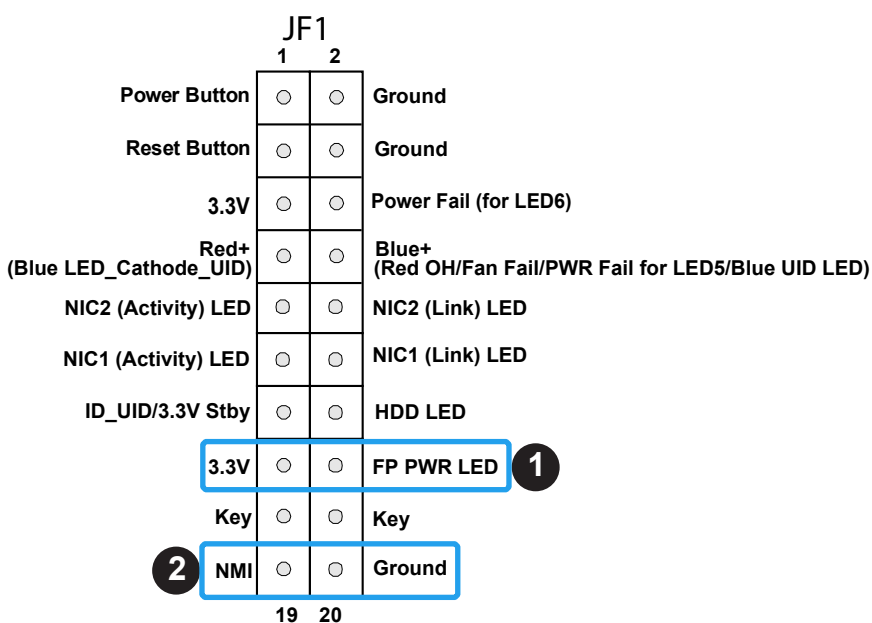 JF1
1 2
Power Button Ground
Reset Button Ground
3.3V Power Fail (for LED6)
Red+ Blue+
(Blue LED_Cathode_UID) (Red OH/Fan Fail/PWR Fail for LED5/Blue UID LED)
NIC2 (Activity) LED NIC2 (Link) LED
NIC1 (Activity) LED NIC1 (Link) LED
ID_UID/3.3V Stby HDD LED
3.3V FP PWR LED 1
Key Key
2 NMI Ground
19 20